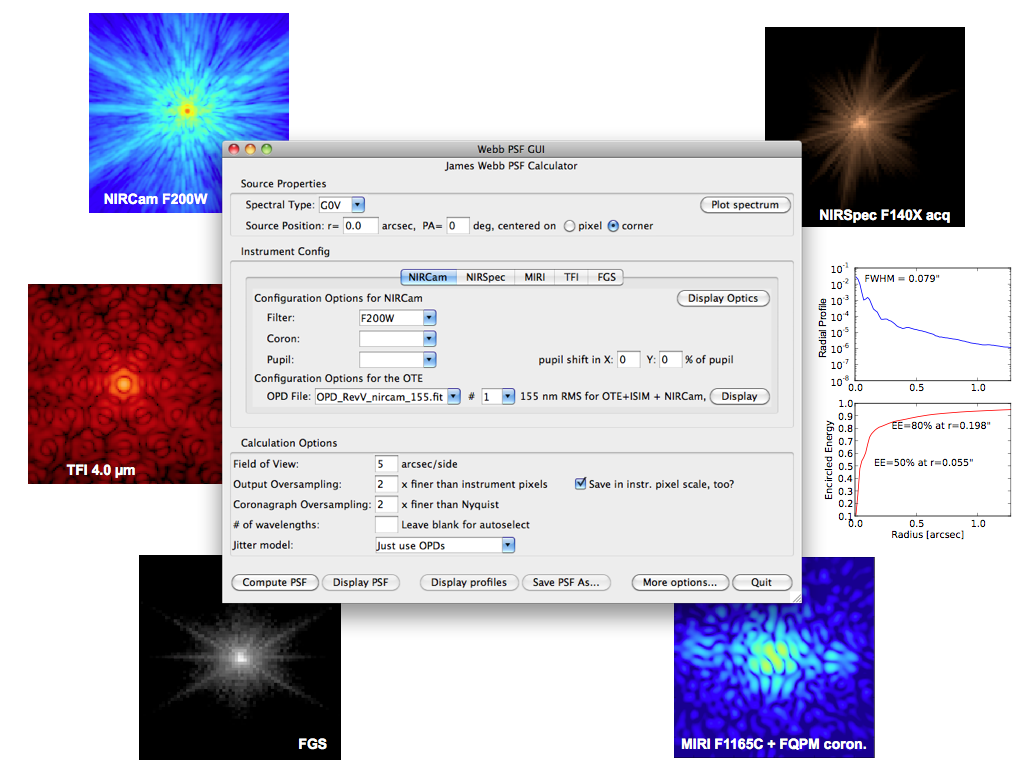 NIRCam F200W
NIRSpec F140X acq
TFI 4.0 µm
FGS
MIRI F1165C + FQPM coron.
Webb PSF GUI
James Webb PSF Calculator
Source Properties
Spectral Type: G0V Plot spectrum
Source Position: r= 0.0 arcsec, PA= 0 deg, centered on pixel corner
Instrument Config
NIRCam NIRSpec MIRI TFI FGS
Configuration Options for NIRCam Display Optics
Filter: F200W
Coron:
Pupil: pupil shift in X: 0 Y: 0 % of pupil
Configuration Options for the OTE
OPD File: OPD_RevV_nircam_155.fit # 1 155 nm RMS for OTE+ISIM + NIRCam, Display
Calculation Options
Field of View: 5 arcsec/side
Output Oversampling: 2 x finer than instrument pixels Save in instr. pixel scale, too?
Coronagraph Oversampling: 2 x finer than Nyquist
# of wavelengths: Leave blank for autoselect
Jitter model: Just use OPDs
Compute PSF Display PSF Display profiles Save PSF As... More options... Quit
Radial Profile
10⁻¹
10⁻²
10⁻³
10⁻⁴
10⁻⁵
10⁻⁶
10⁻⁷
10⁻⁸
FWHM = 0.079"
0.0 0.5 1.0
Encircled Energy
1.0
0.9
0.8
0.7
0.6
0.5
0.4
0.3
0.2
0.1
EE=80% at r=0.198"
EE=50% at r=0.055"
0.0 0.5 1.0
Radius [arcsec]